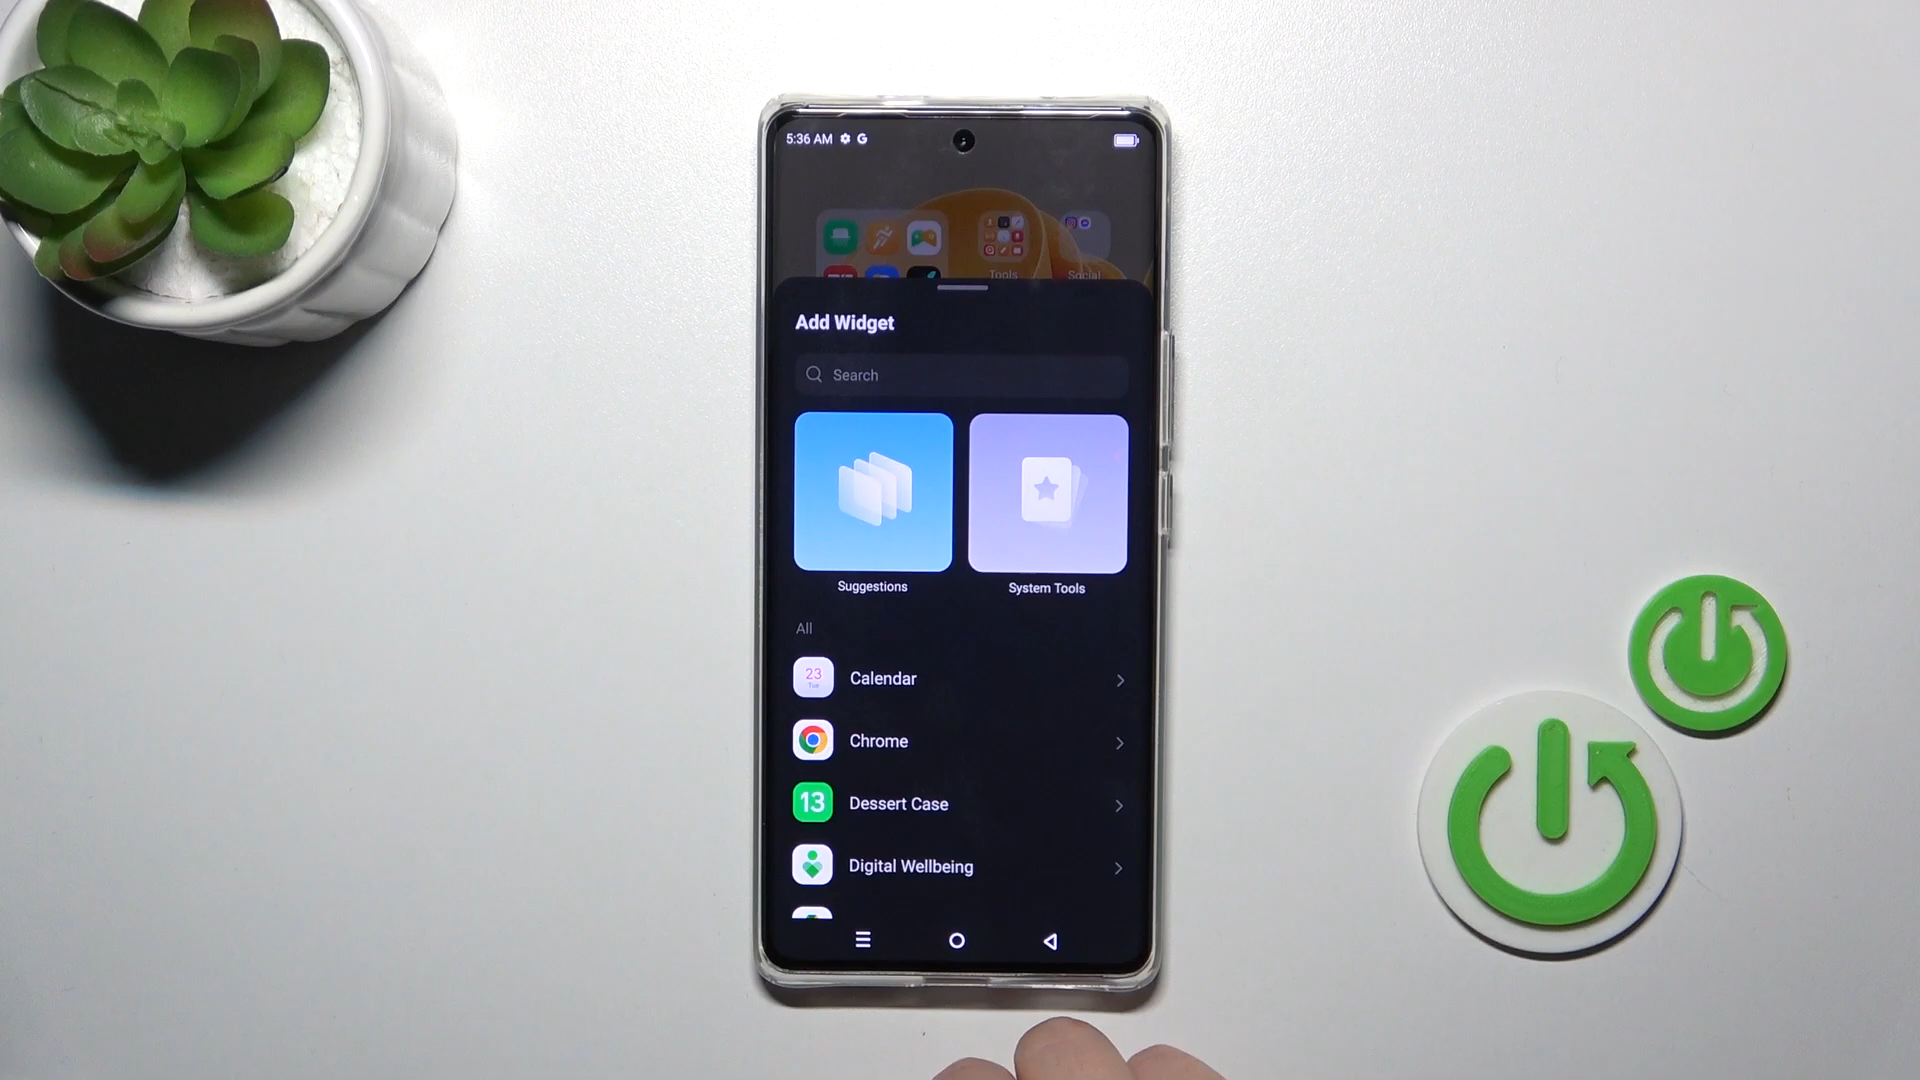 5:36 AM
Tools
Social
Add Widget
Search
Suggestions
System Tools
All
23
Tue
Calendar
Chrome
13
Dessert Case
Digital Wellbeing